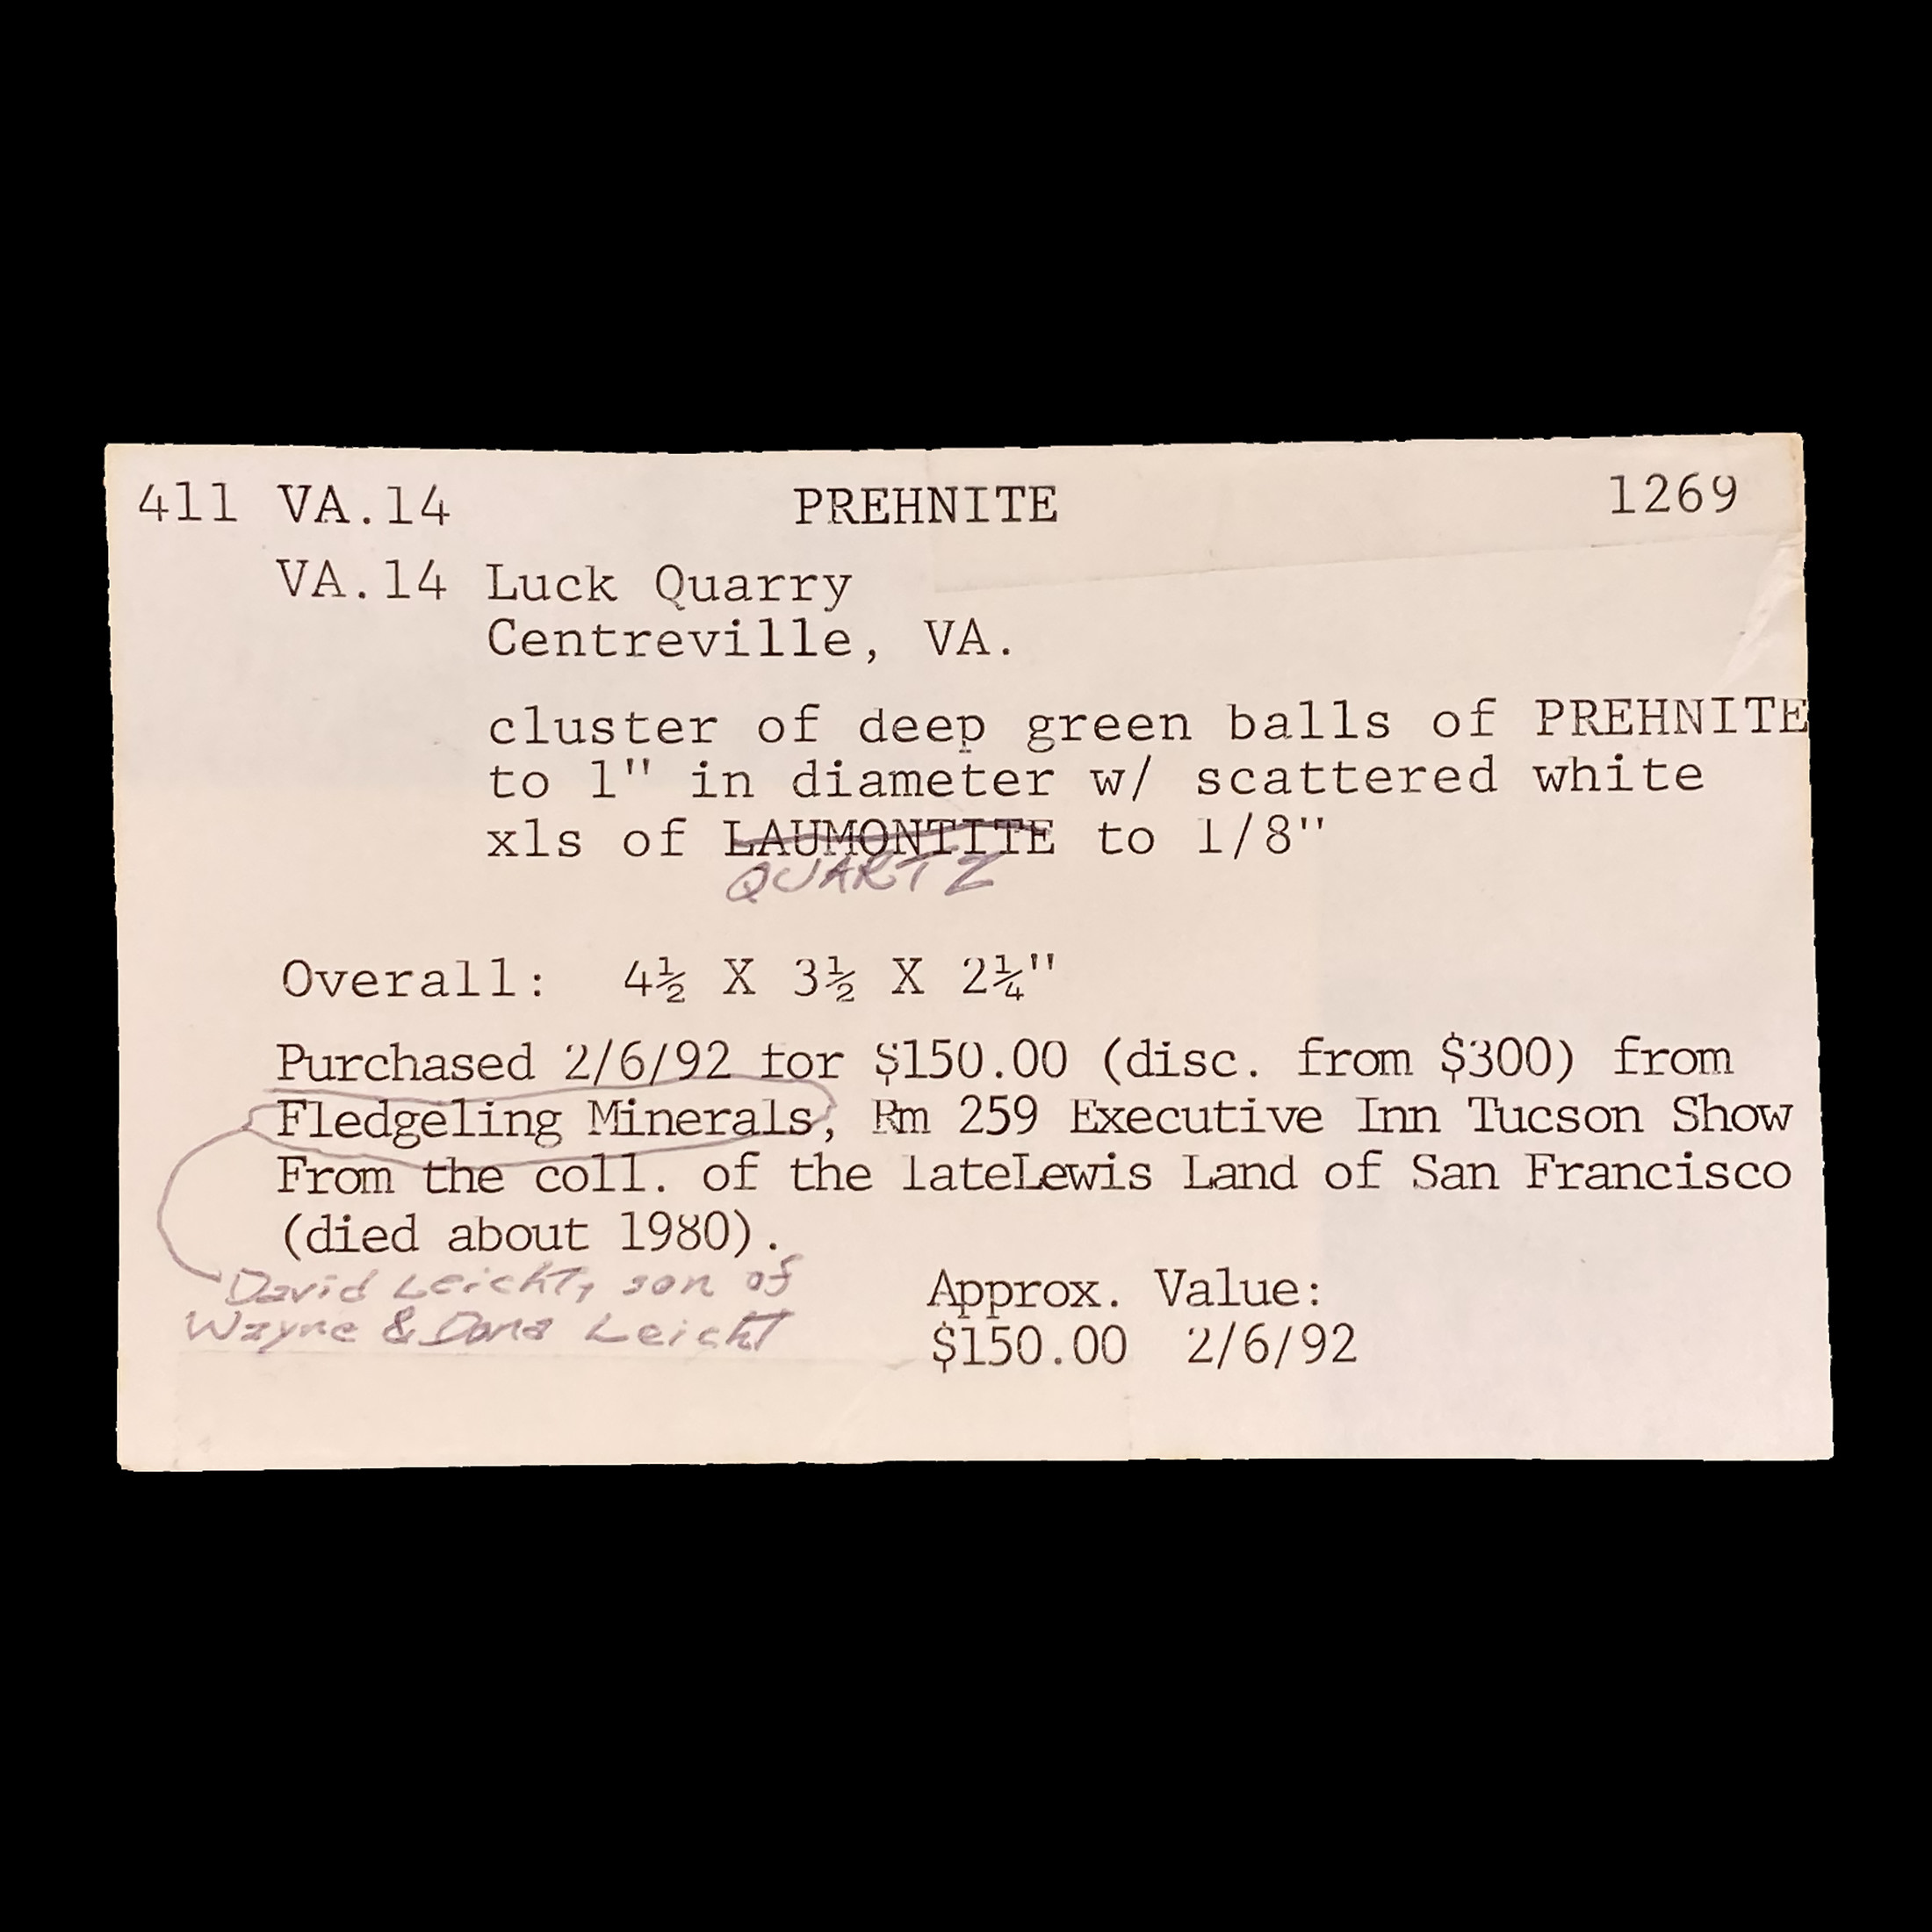 411 VA.14 PREHNITE 1269
VA.14 Luck Quarry
Centreville, VA.
cluster of deep green balls of PREHNITE
to 1" in diameter w/ scattered white
xls of LAUMONTITE to 1/8"
QUARTZ
Overall: 4½ X 3½ X 2¼"
Purchased 2/6/92 for $150.00 (disc. from $300) from
Fledgeling Minerals, Rm 259 Executive Inn Tucson Show
From the coll. of the lateLewis Land of San Francisco
(died about 1980).
David Leicht, son of
Wayne & Dona Leicht
Approx. Value:
$150.00 2/6/92